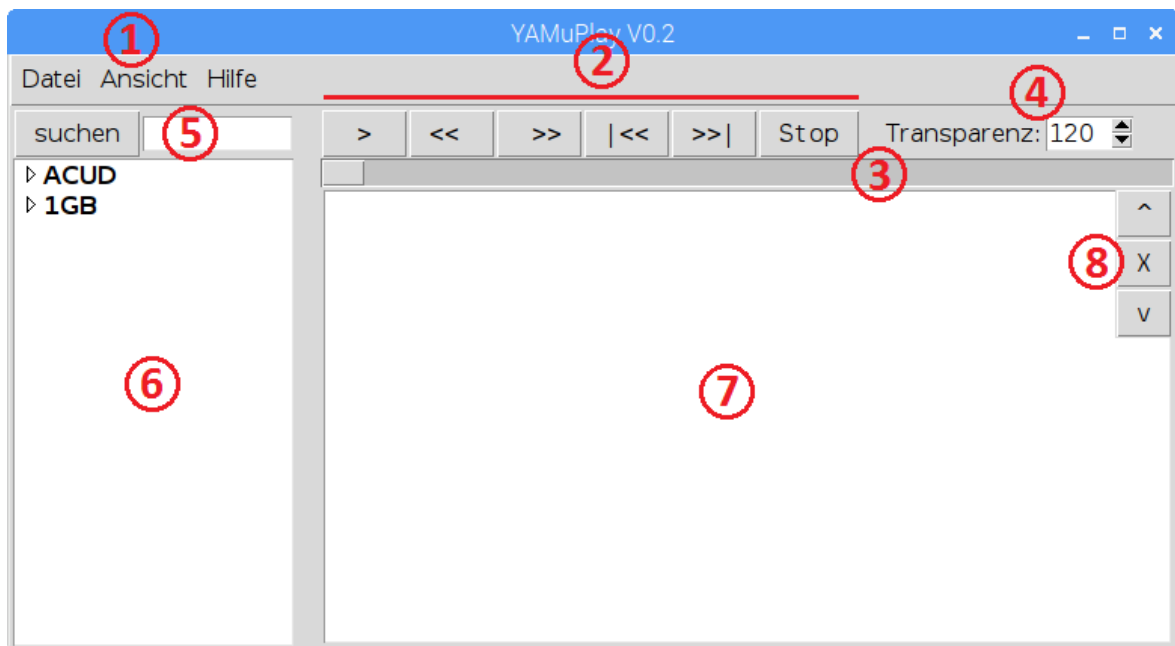 YAMuPlay V0.2
1
2
Datei Ansicht Hilfe
4
suchen 5 > << >> |<< >>| Stop Transparenz: 120
3
ACUD
1GB
^
8 X
v
6 7